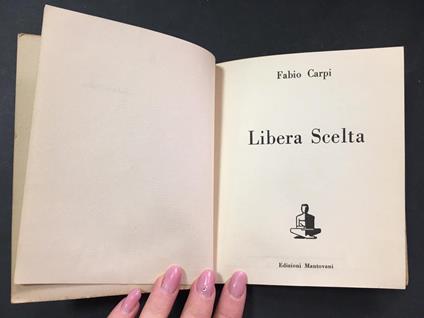 Fabio Carpi
Libera Scelta
Edizioni Mantovani